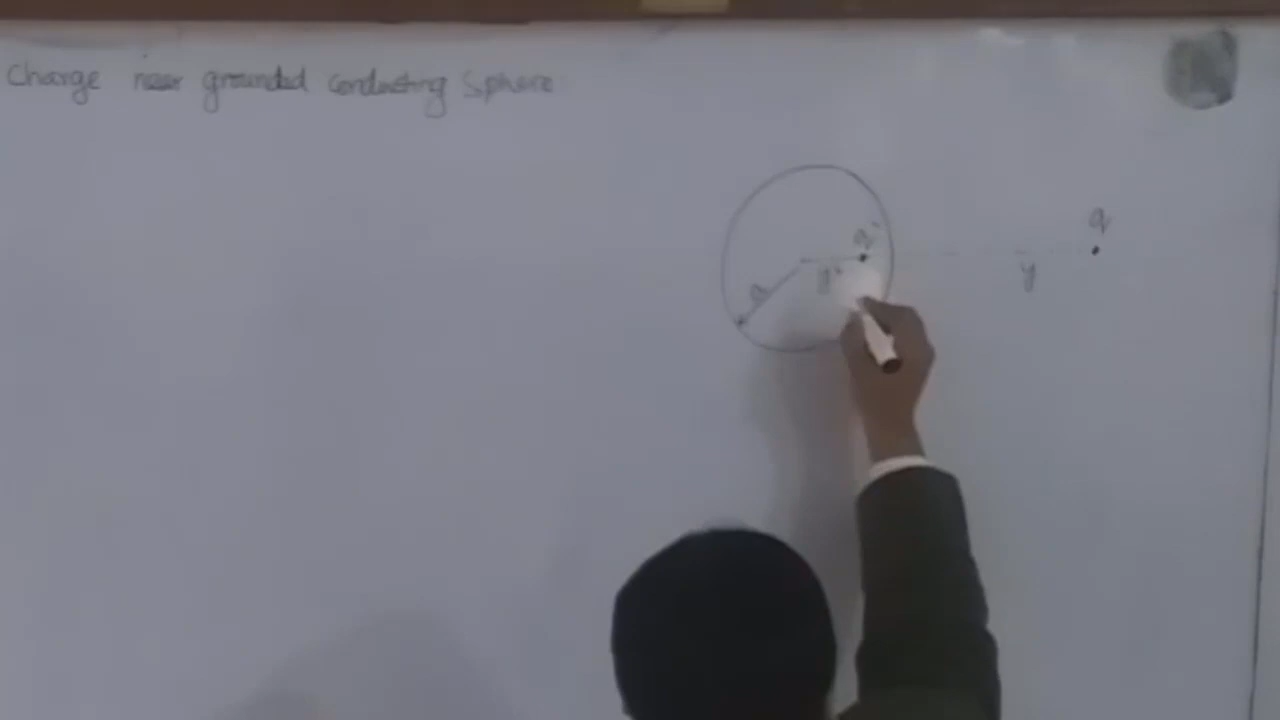 Charge near grounded conducting Sphere
q
q'
y'
y
a